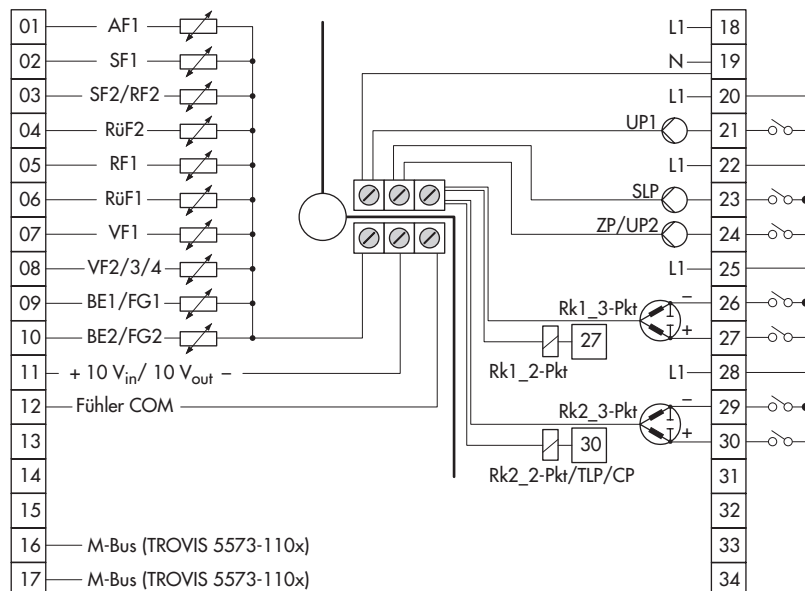 01 AF1
02 SF1
03 SF2/RF2
04 RüF2
05 RF1
06 RüF1
07 VF1
08 VF2/3/4
09 BE1/FG1
10 BE2/FG2
11 + 10 Vin/ 10 Vout –
12 Fühler COM
13
14
15
16 M-Bus (TROVIS 5573-110x)
17 M-Bus (TROVIS 5573-110x)
L1 18
N 19
L1 20
UP1 21
L1 22
SLP 23
ZP/UP2 24
L1 25
Rk1_3-Pkt – 26
27 + 27
Rk1_2-Pkt
L1 28
Rk2_3-Pkt – 29
30 + 30
Rk2_2-Pkt/TLP/CP
31
32
33
34